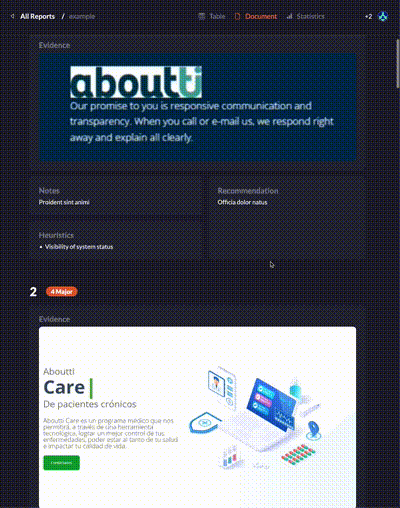 All Reports / example
Table
Document
Statistics
+2
Evidence
aboutti
Our promise to you is responsive communication and
transparency. When you call or e-mail us, we respond right
away and explain all clearly.
Notes
Proident sint animi
Recommendation
Officia dolor natus
Heuristics
• Visibility of system status
2
4 Major
Evidence
Aboutti
Care
De pacientes crónicos
Aboutti Care es un programa médico que nos
permitirá, a través de una herramienta
tecnológica, lograr un mejor control de tus
enfermedades, poder estar al tanto de tu salud
e impactar tu calidad de vida.